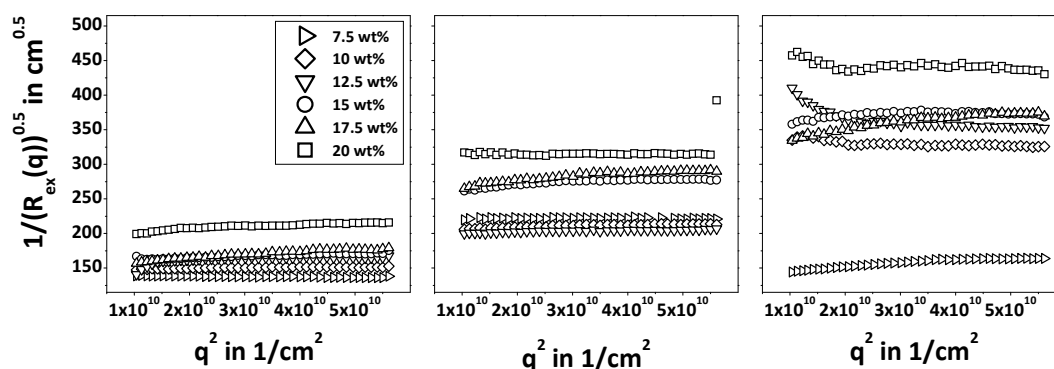 500
450
400
350
300
250
200
150
1/(R_ex(q))^0.5 in cm^0.5
7.5 wt%
10 wt%
12.5 wt%
15 wt%
17.5 wt%
20 wt%
1x10^10 2x10^10 3x10^10 4x10^10 5x10^10
q^2 in 1/cm^2
1x10^10 2x10^10 3x10^10 4x10^10 5x10^10
q^2 in 1/cm^2
1x10^10 2x10^10 3x10^10 4x10^10 5x10^10
q^2 in 1/cm^2